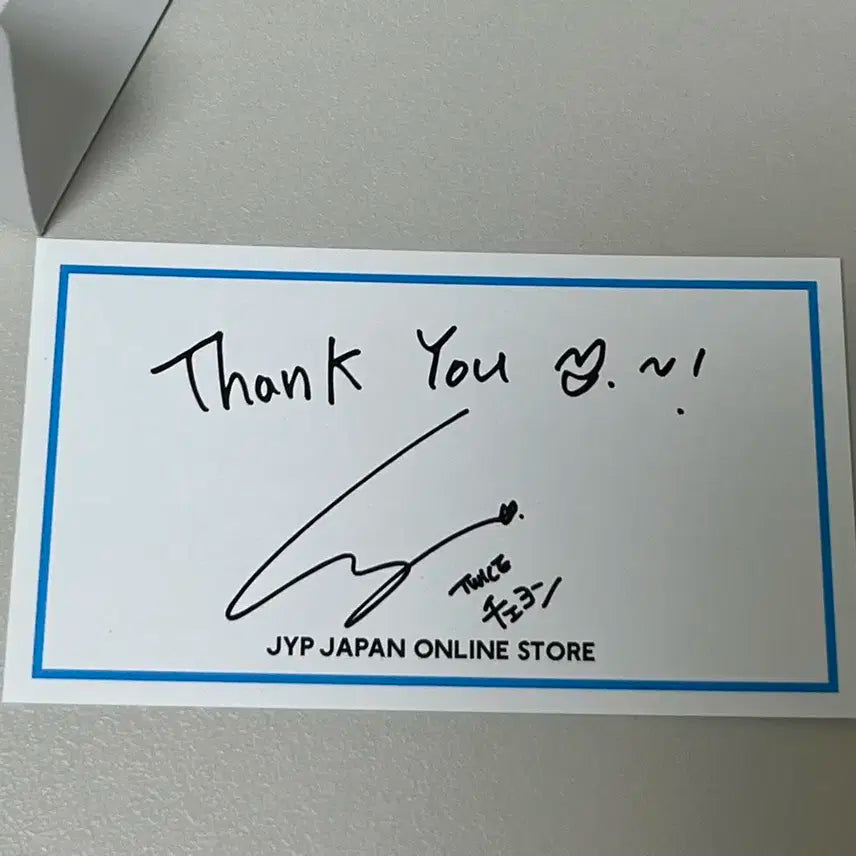 Thank You ♡. ~!
TWICE
チェヨン
JYP JAPAN ONLINE STORE